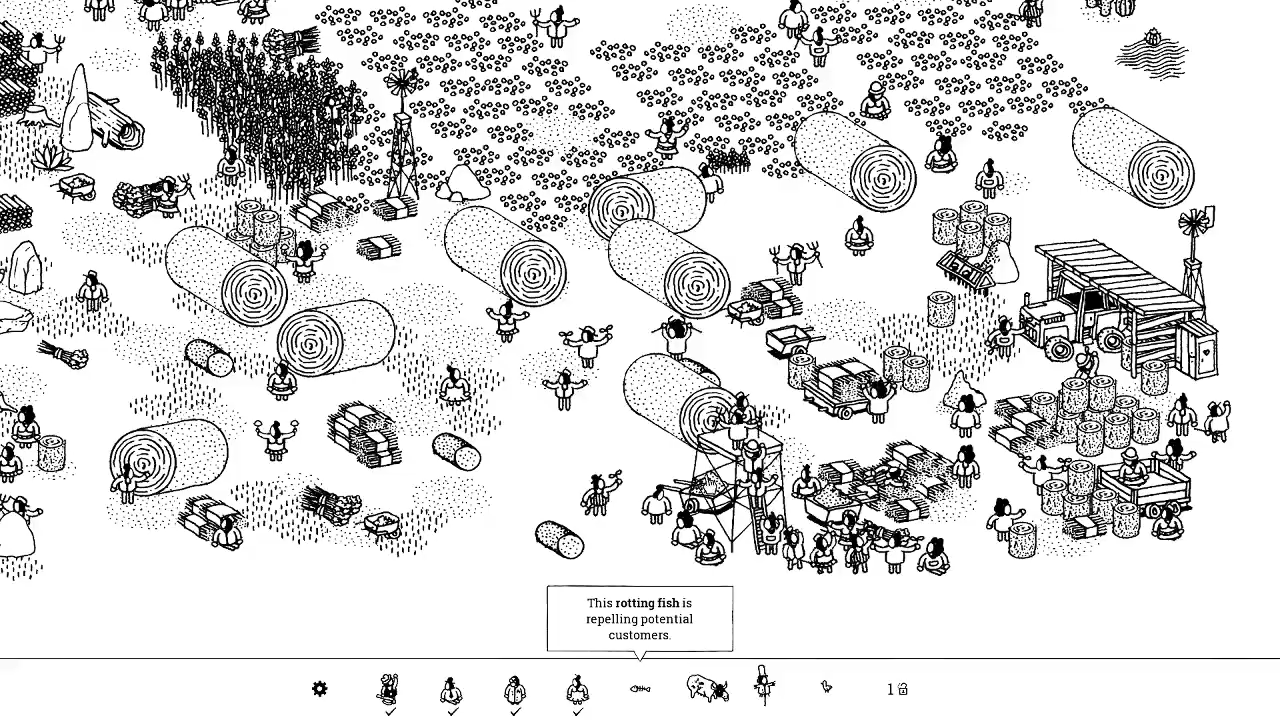 This rotting fish is
repelling potential
customers.
1